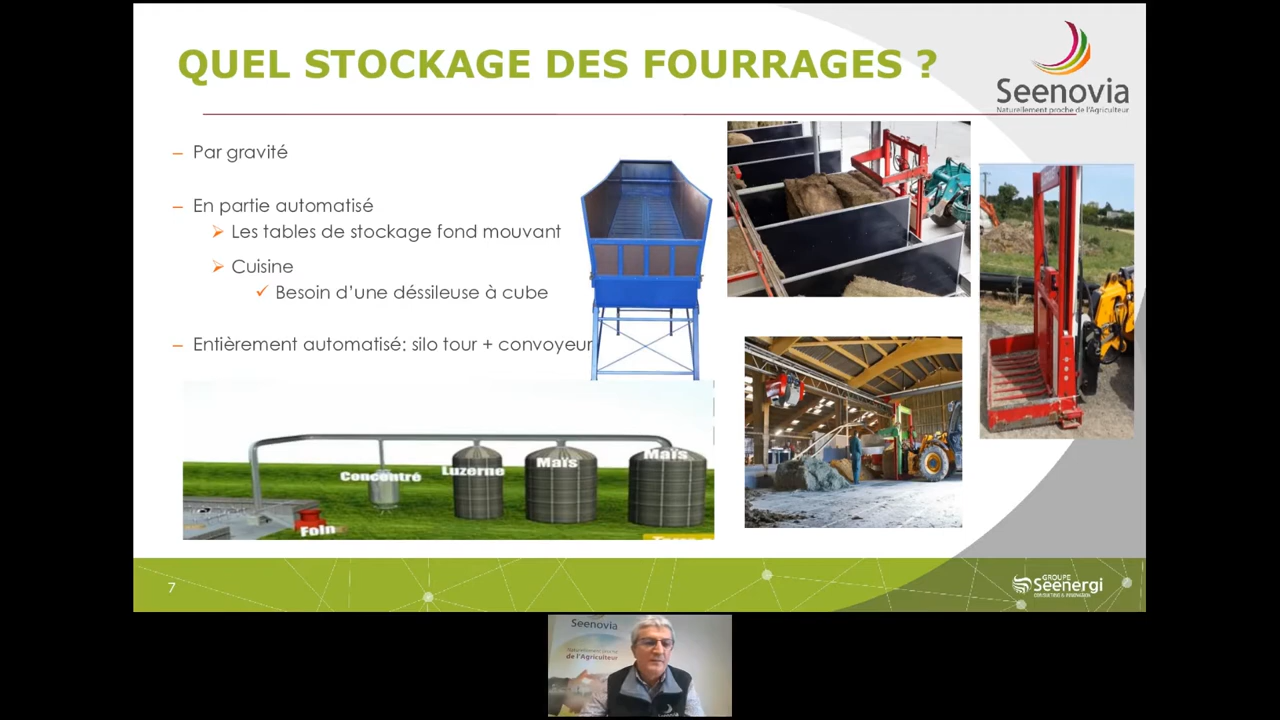 QUEL STOCKAGE DES FOURRAGES ?
Seenovia
Naturellement proche de l'Agriculteur
– Par gravité
– En partie automatisé
Les tables de stockage fond mouvant
Cuisine
✓ Besoin d'une déssileuse à cube
– Entièrement automatisé: silo tour + convoyeur
Concentré
Luzerne
Maïs
Maïs
Foin
7
GROUPE
Seenergi
CONSULTING & INNOVATION
Seenovia
Naturellement proche
de l'Agriculteur